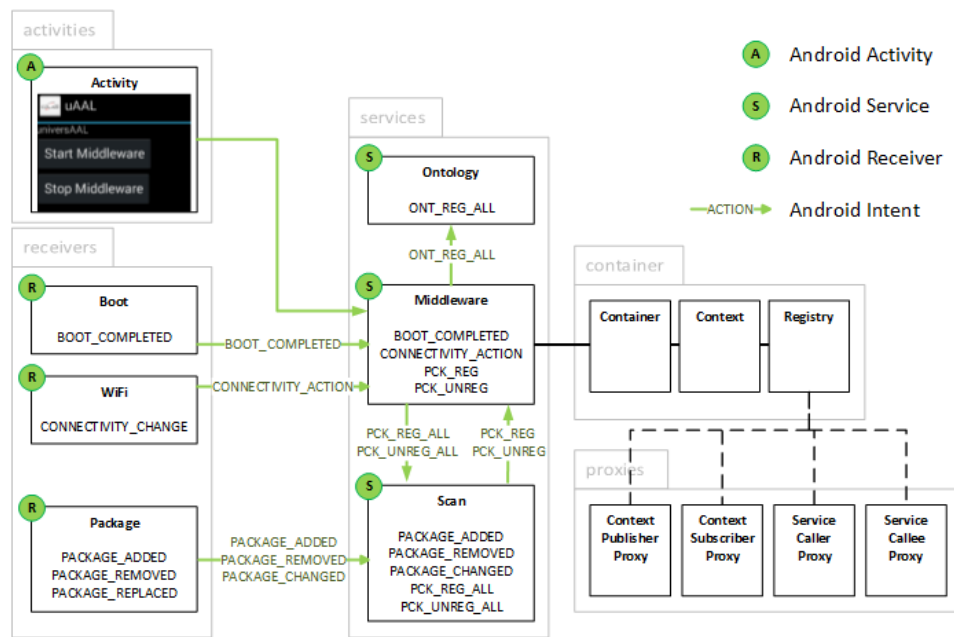 activities
A
Activity
uAAL
universAAL
Start Middleware
Stop Middleware
receivers
R
Boot
BOOT_COMPLETED
R
WiFi
CONNECTIVITY_CHANGE
R
Package
PACKAGE_ADDED
PACKAGE_REMOVED
PACKAGE_REPLACED
BOOT_COMPLETED
CONNECTIVITY_ACTION
PACKAGE_ADDED
PACKAGE_REMOVED
PACKAGE_CHANGED
services
S
Ontology
ONT_REG_ALL
ONT_REG_ALL
S
Middleware
BOOT_COMPLETED
CONNECTIVITY_ACTION
PCK_REG
PCK_UNREG
PCK_REG_ALL
PCK_UNREG_ALL
PCK_REG
PCK_UNREG
S
Scan
PACKAGE_ADDED
PACKAGE_REMOVED
PACKAGE_CHANGED
PCK_REG_ALL
PCK_UNREG_ALL
A Android Activity
S Android Service
R Android Receiver
ACTION Android Intent
container
Container
Context
Registry
proxies
Context
Publisher
Proxy
Context
Subscriber
Proxy
Service
Caller
Proxy
Service
Callee
Proxy